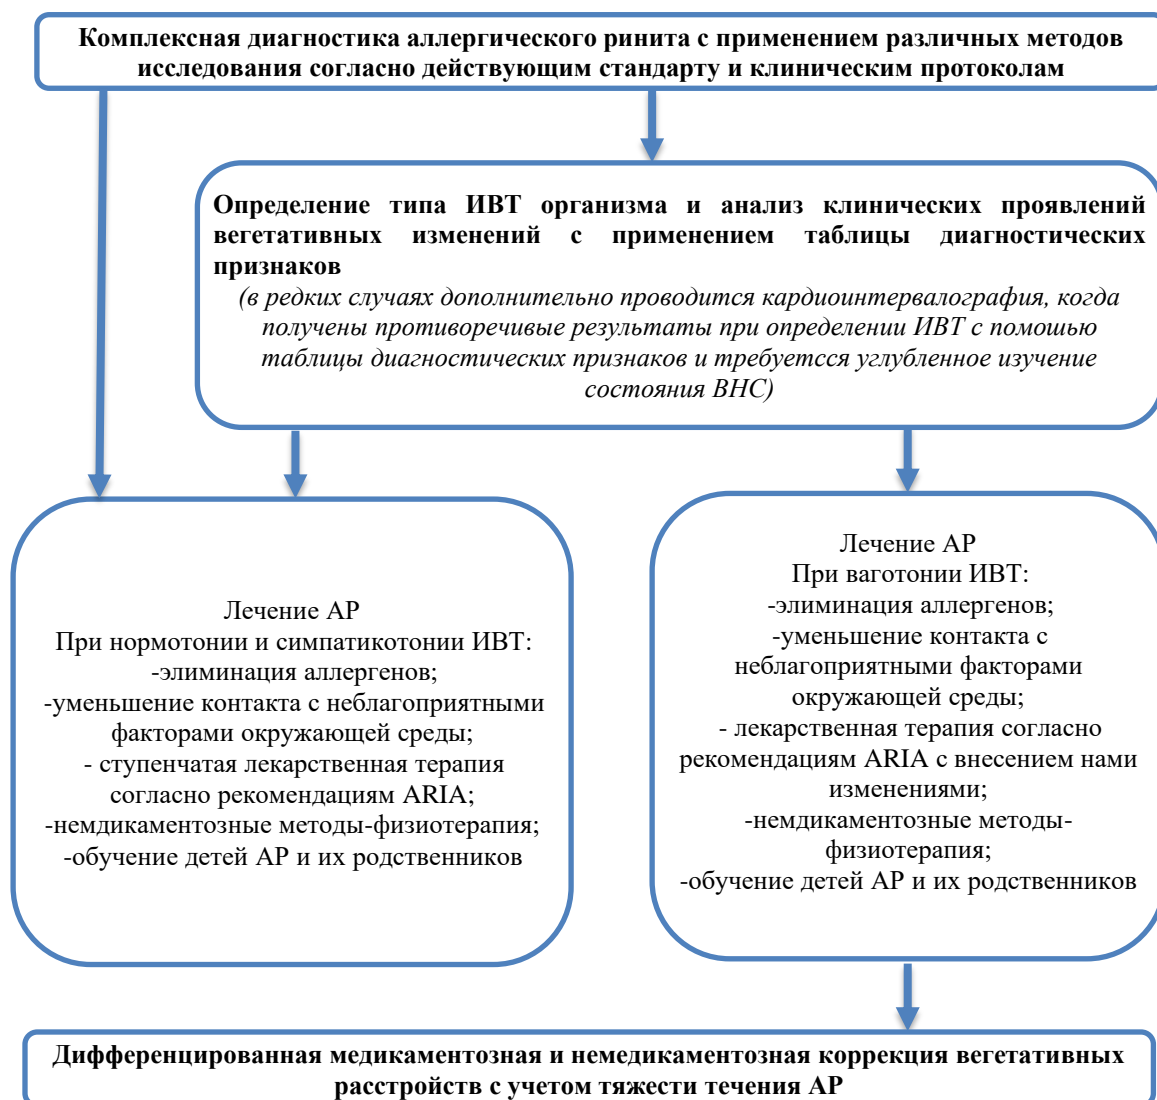 Комплексная диагностика аллергического ринита с применением различных методов
исследования согласно действующим стандарту и клиническим протоколам
Определение типа ИВТ организма и анализ клинических проявлений
вегетативных изменений с применением таблицы диагностических
признаков
(в редких случаях дополнительно проводится кардиоинтервалография, когда
получены противоречивые результаты при определении ИВТ с помошью
таблицы диагностических признаков и требуетсся углубленное изучение
состояния ВНС)
Лечение АР
При нормотонии и симпатикотонии ИВТ:
-элиминация аллергенов;
-уменьшение контакта с неблагоприятными
факторами окружающей среды;
- ступенчатая лекарственная терапия
согласно рекомендациям ARIA;
-немдикаментозные методы-физиотерапия;
-обучение детей АР и их родственников
Лечение АР
При ваготонии ИВТ:
-элиминация аллергенов;
-уменьшение контакта с
неблагоприятными факторами
окружающей среды;
- лекарственная терапия согласно
рекомендациям ARIA с внесением нами
изменениями;
-немдикаментозные методы-
физиотерапия;
-обучение детей АР и их родственников
Дифференцированная медикаментозная и немедикаментозная коррекция вегетативных
расстройств с учетом тяжести течения АР